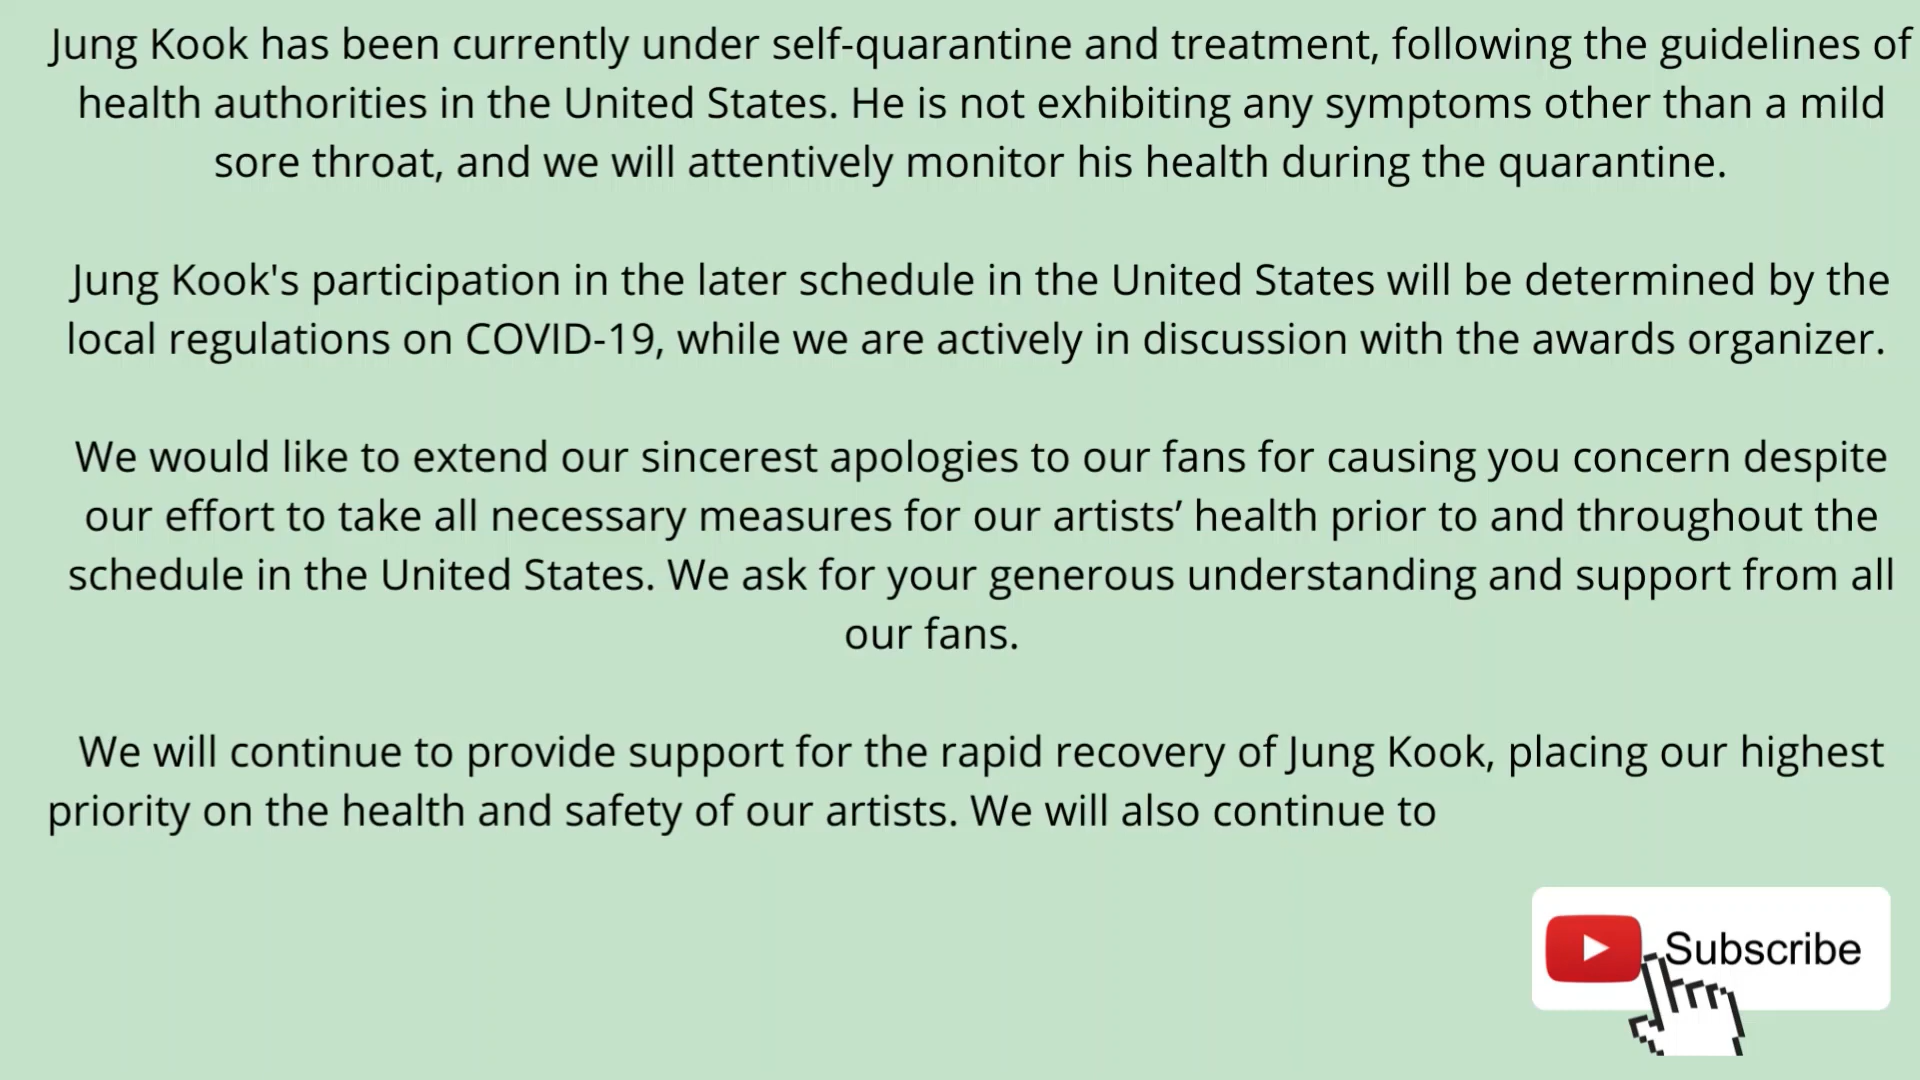 Jung Kook has been currently under self-quarantine and treatment, following the guidelines of
health authorities in the United States. He is not exhibiting any symptoms other than a mild
sore throat, and we will attentively monitor his health during the quarantine.
Jung Kook's participation in the later schedule in the United States will be determined by the
local regulations on COVID-19, while we are actively in discussion with the awards organizer.
We would like to extend our sincerest apologies to our fans for causing you concern despite
our effort to take all necessary measures for our artists’ health prior to and throughout the
schedule in the United States. We ask for your generous understanding and support from all
our fans.
We will continue to provide support for the rapid recovery of Jung Kook, placing our highest
priority on the health and safety of our artists. We will also continue to
Subscribe